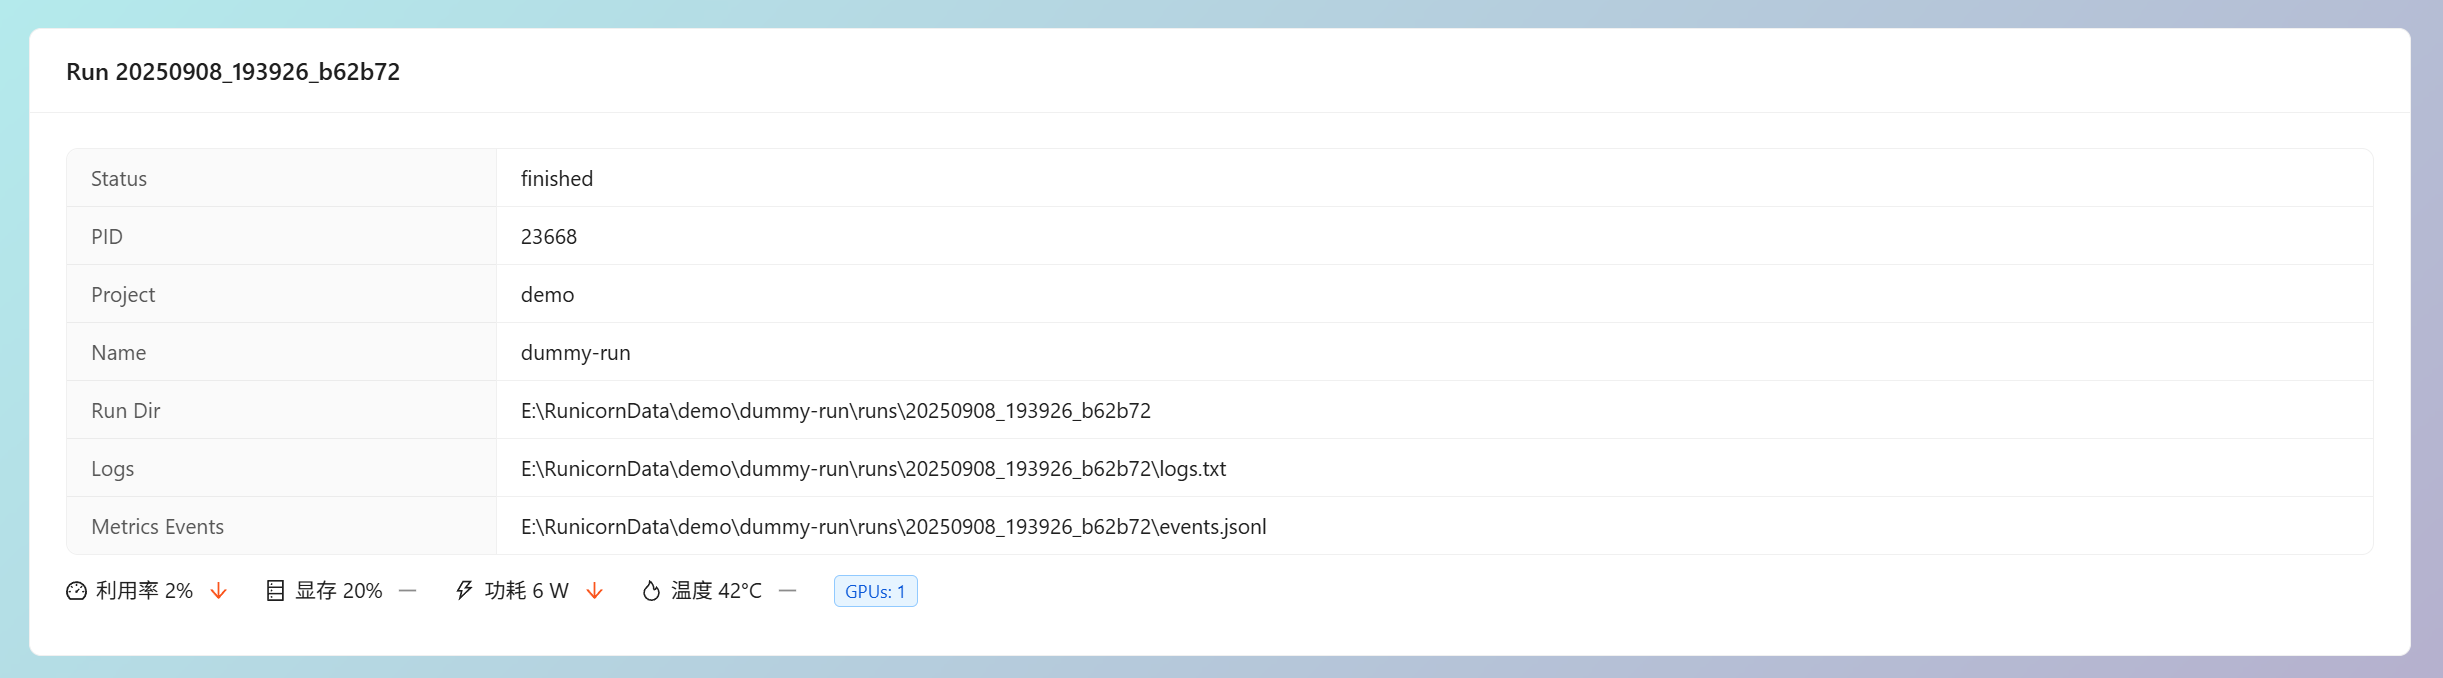 Run 20250908_193926_b62b72
Status finished
PID 23668
Project demo
Name dummy-run
Run Dir E:\RunicornData\demo\dummy-run\runs\20250908_193926_b62b72
Logs E:\RunicornData\demo\dummy-run\runs\20250908_193926_b62b72\logs.txt
Metrics Events E:\RunicornData\demo\dummy-run\runs\20250908_193926_b62b72\events.jsonl
利用率 2% ↓ 显存 20% — 功耗 6 W ↓ 温度 42°C — GPUs: 1